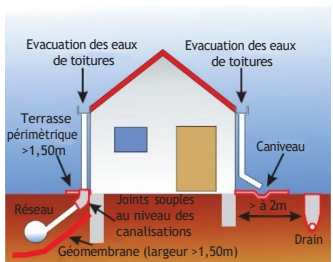 Evacuation des eaux
de toitures
Evacuation des eaux
de toitures
Terrasse
périmètrique
>1,50m
Caniveau
Réseau
Joints souples
au niveau des
canalisations
> à 2m
Drain
Géomembrane (largeur >1,50m)